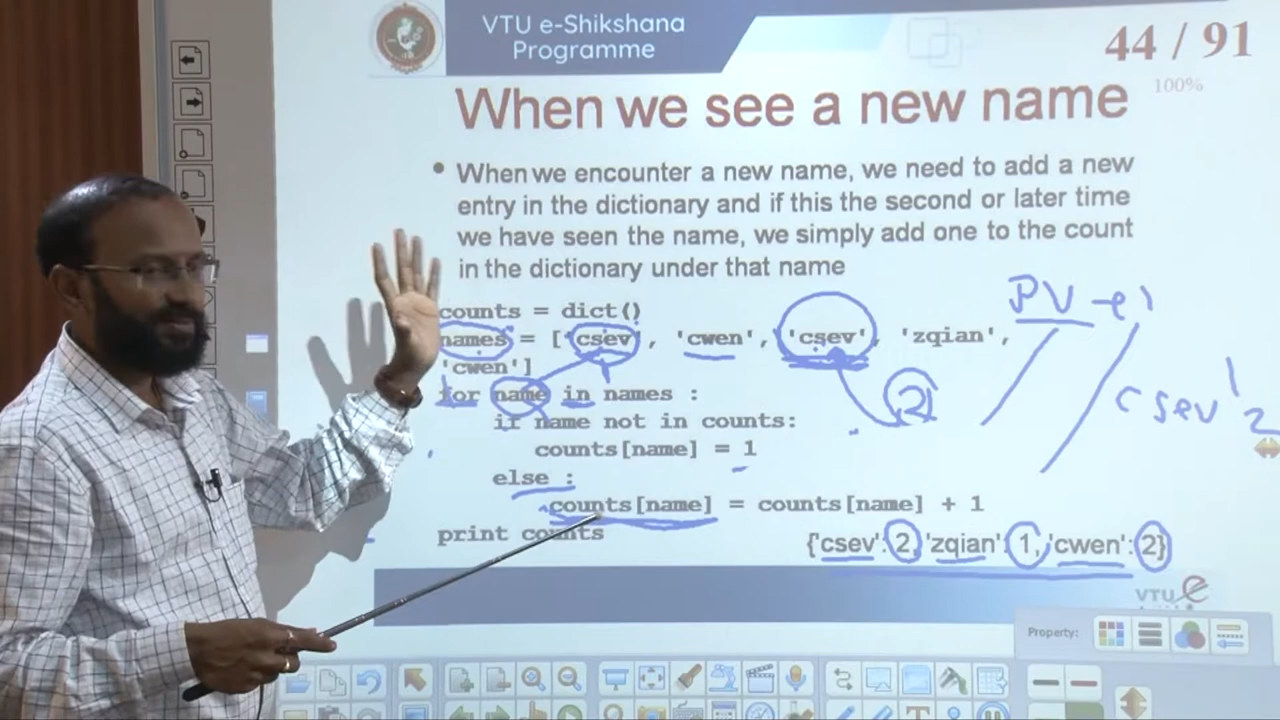 VTU e-Shikshana
Programme
44 / 91
100%
When we see a new name
• When we encounter a new name, we need to add a new
entry in the dictionary and if this the second or later time
we have seen the name, we simply add one to the count
in the dictionary under that name
counts = dict()
names = ['csev', 'cwen', 'csev', 'zqian',
'cwen']
for name in names :
if name not in counts:
counts[name] = 1
else :
counts[name] = counts[name] + 1
print counts
{'csev': 2, 'zqian': 1, 'cwen': 2}
PV
2
csev
1
2
VTU e
Property: